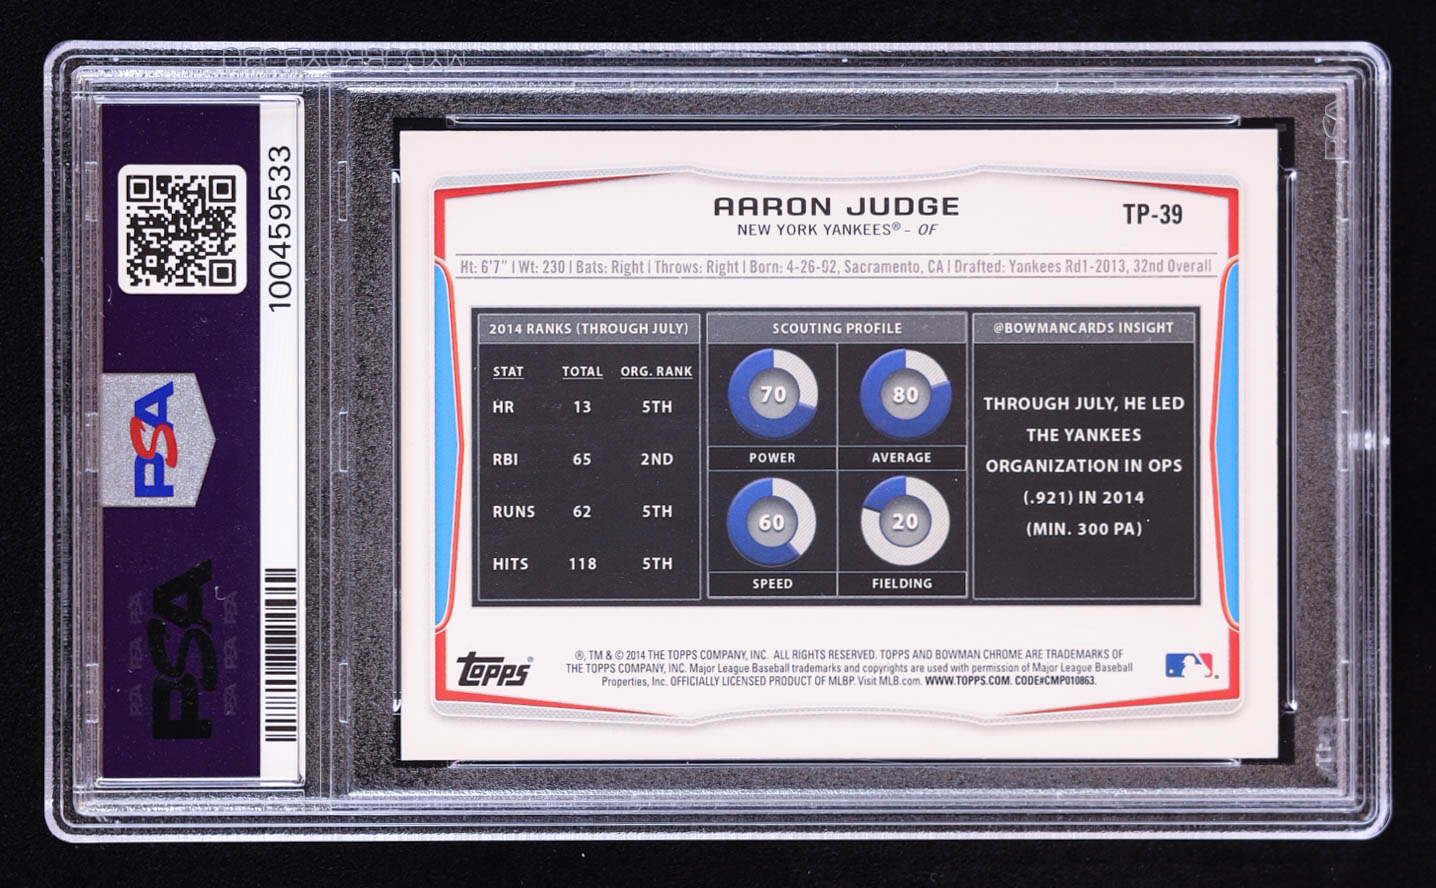 100459533
PSA
PSA
AARON JUDGE
NEW YORK YANKEES® - OF
TP-39
Ht: 6'7" | Wt: 230 | Bats: Right | Throws: Right | Born: 4-26-92, Sacramento, CA | Drafted: Yankees Rd1-2013, 32nd Overall
2014 RANKS (THROUGH JULY)
STAT TOTAL ORG. RANK
HR 13 5TH
RBI 65 2ND
RUNS 62 5TH
HITS 118 5TH
SCOUTING PROFILE
70 80
POWER AVERAGE
60 20
SPEED FIELDING
@BOWMANCARDS INSIGHT
THROUGH JULY, HE LED
THE YANKEES
ORGANIZATION IN OPS
(.921) IN 2014
(MIN. 300 PA)
topps®
®, TM & © 2014 THE TOPPS COMPANY, INC. ALL RIGHTS RESERVED. TOPPS AND BOWMAN CHROME ARE TRADEMARKS OF
THE TOPPS COMPANY, INC. Major League Baseball trademarks and copyrights are used with permission of Major League Baseball
Properties, Inc. OFFICIALLY LICENSED PRODUCT OF MLBP. Visit MLB.com. WWW.TOPPS.COM. CODE#CMP010863.